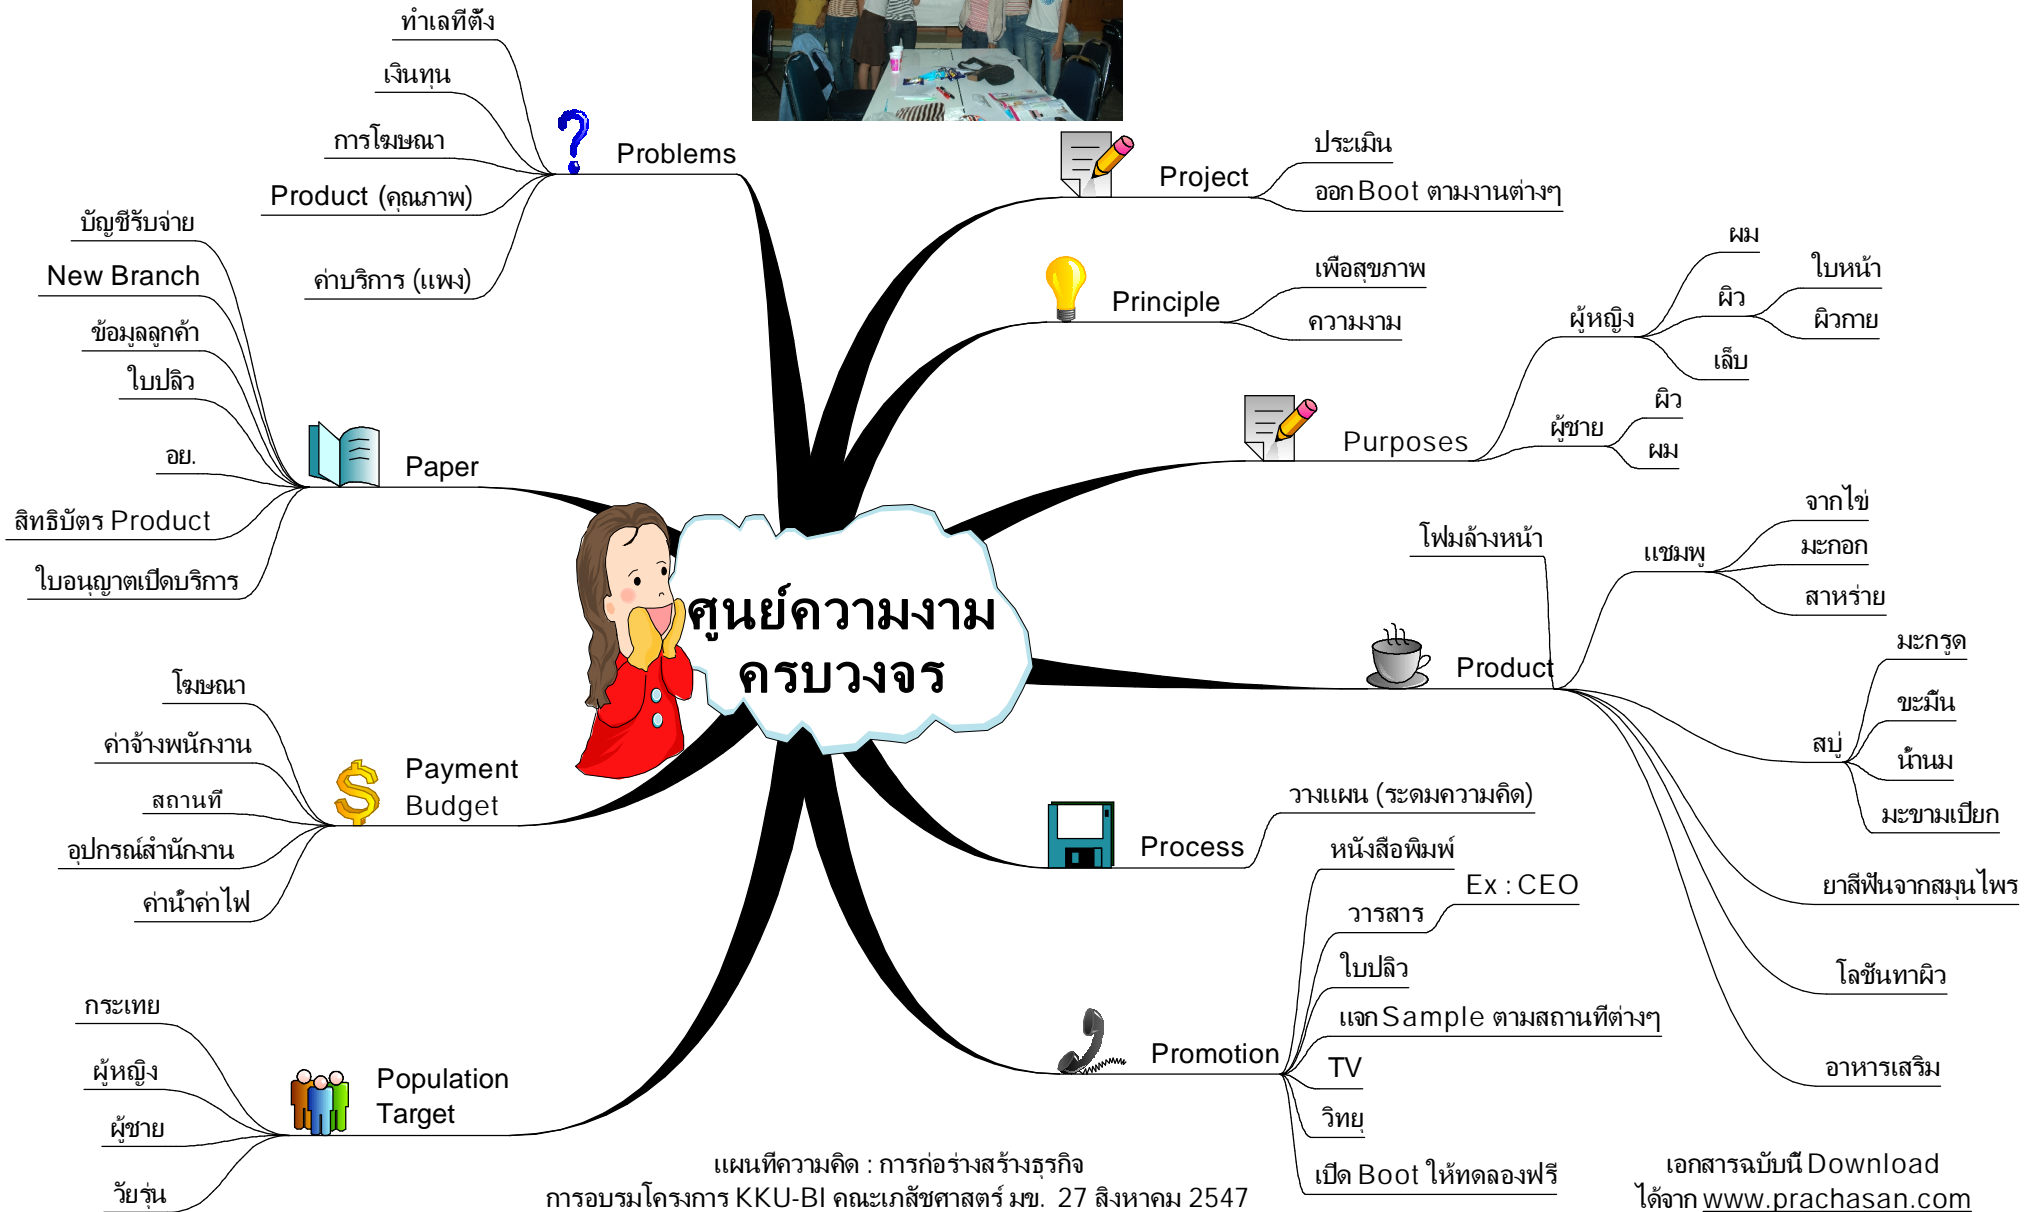 ทำเลที่ตั้ง
เงินทุน
การโฆษณา
Product (คุณภาพ)
ค่าบริการ (แพง)
Problems
ประเมิน
ออก Boot ตามงานต่างๆ
Project
เพื่อสุขภาพ
ความงาม
Principle
ผม
ใบหน้า
ผิว
ผิวกาย
ผู้หญิง
เล็บ
ผิว
ผู้ชาย
ผม
Purposes
บัญชีรับจ่าย
New Branch
ข้อมูลลูกค้า
ใบปลิว
อย.
สิทธิบัตร Product
ใบอนุญาตเปิดบริการ
Paper
ศูนย์ความงาม
ครบวงจร
โฟมล้างหน้า
จากไข่
แชมพู
มะกอก
สาหร่าย
Product
มะกรูด
ขะมิ้น
สบู่
น้ำนม
มะขามเปียก
ยาสีฟันจากสมุนไพร
โลชั่นทาผิว
อาหารเสริม
โฆษณา
ค่าจ้างพนักงาน
สถานที่
อุปกรณ์สำนักงาน
ค่าน้ำค่าไฟ
Payment
Budget
วางแผน (ระดมความคิด)
Process
หนังสือพิมพ์
Ex : CEO
วารสาร
ใบปลิว
แจก Sample ตามสถานที่ต่างๆ
Promotion
TV
วิทยุ
เปิด Boot ให้ทดลองฟรี
กระเทย
ผู้หญิง
ผู้ชาย
วัยรุ่น
Population
Target
แผนที่ความคิด : การก่อร่างสร้างธุรกิจ
การอบรมโครงการ KKU-BI คณะเภสัชศาสตร์ มข. 27 สิงหาคม 2547
เอกสารฉบับนี้ Download
ได้จาก www.prachasan.com